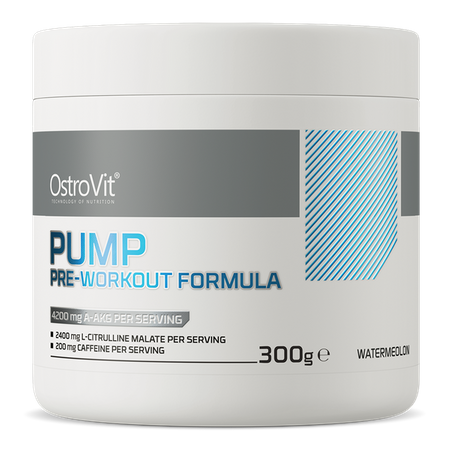 OstroVit®
TECHNOLOGY OF NUTRITION
PUMP
PRE-WORKOUT FORMULA
4200 mg A-AKG PER SERVING
2400 mg L-CITRULLINE MALATE PER SERVING
200 mg CAFFEINE PER SERVING
300g e
WATERMEOLON